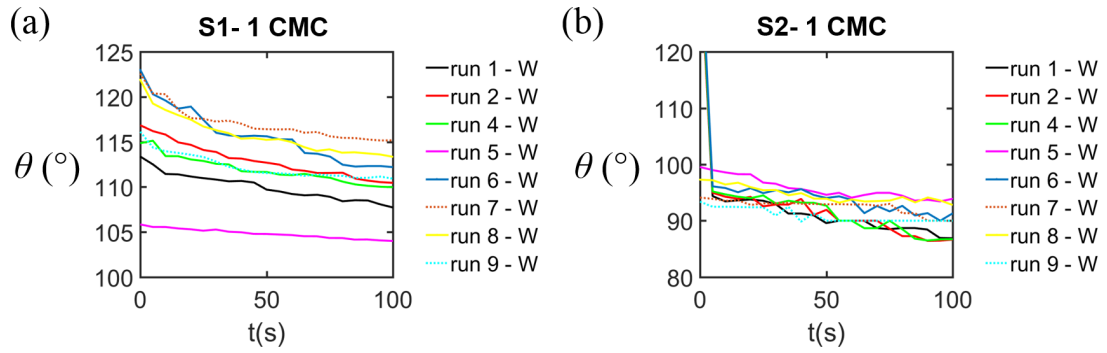 (a)
S1- 1 CMC
125
120
115
110
105
100
θ (°)
0
50
100
t(s)
run 1 - W
run 2 - W
run 4 - W
run 5 - W
run 6 - W
run 7 - W
run 8 - W
run 9 - W
(b)
S2- 1 CMC
120
100
90
80
θ (°)
0
50
100
t(s)
run 1 - W
run 2 - W
run 4 - W
run 5 - W
run 6 - W
run 7 - W
run 8 - W
run 9 - W